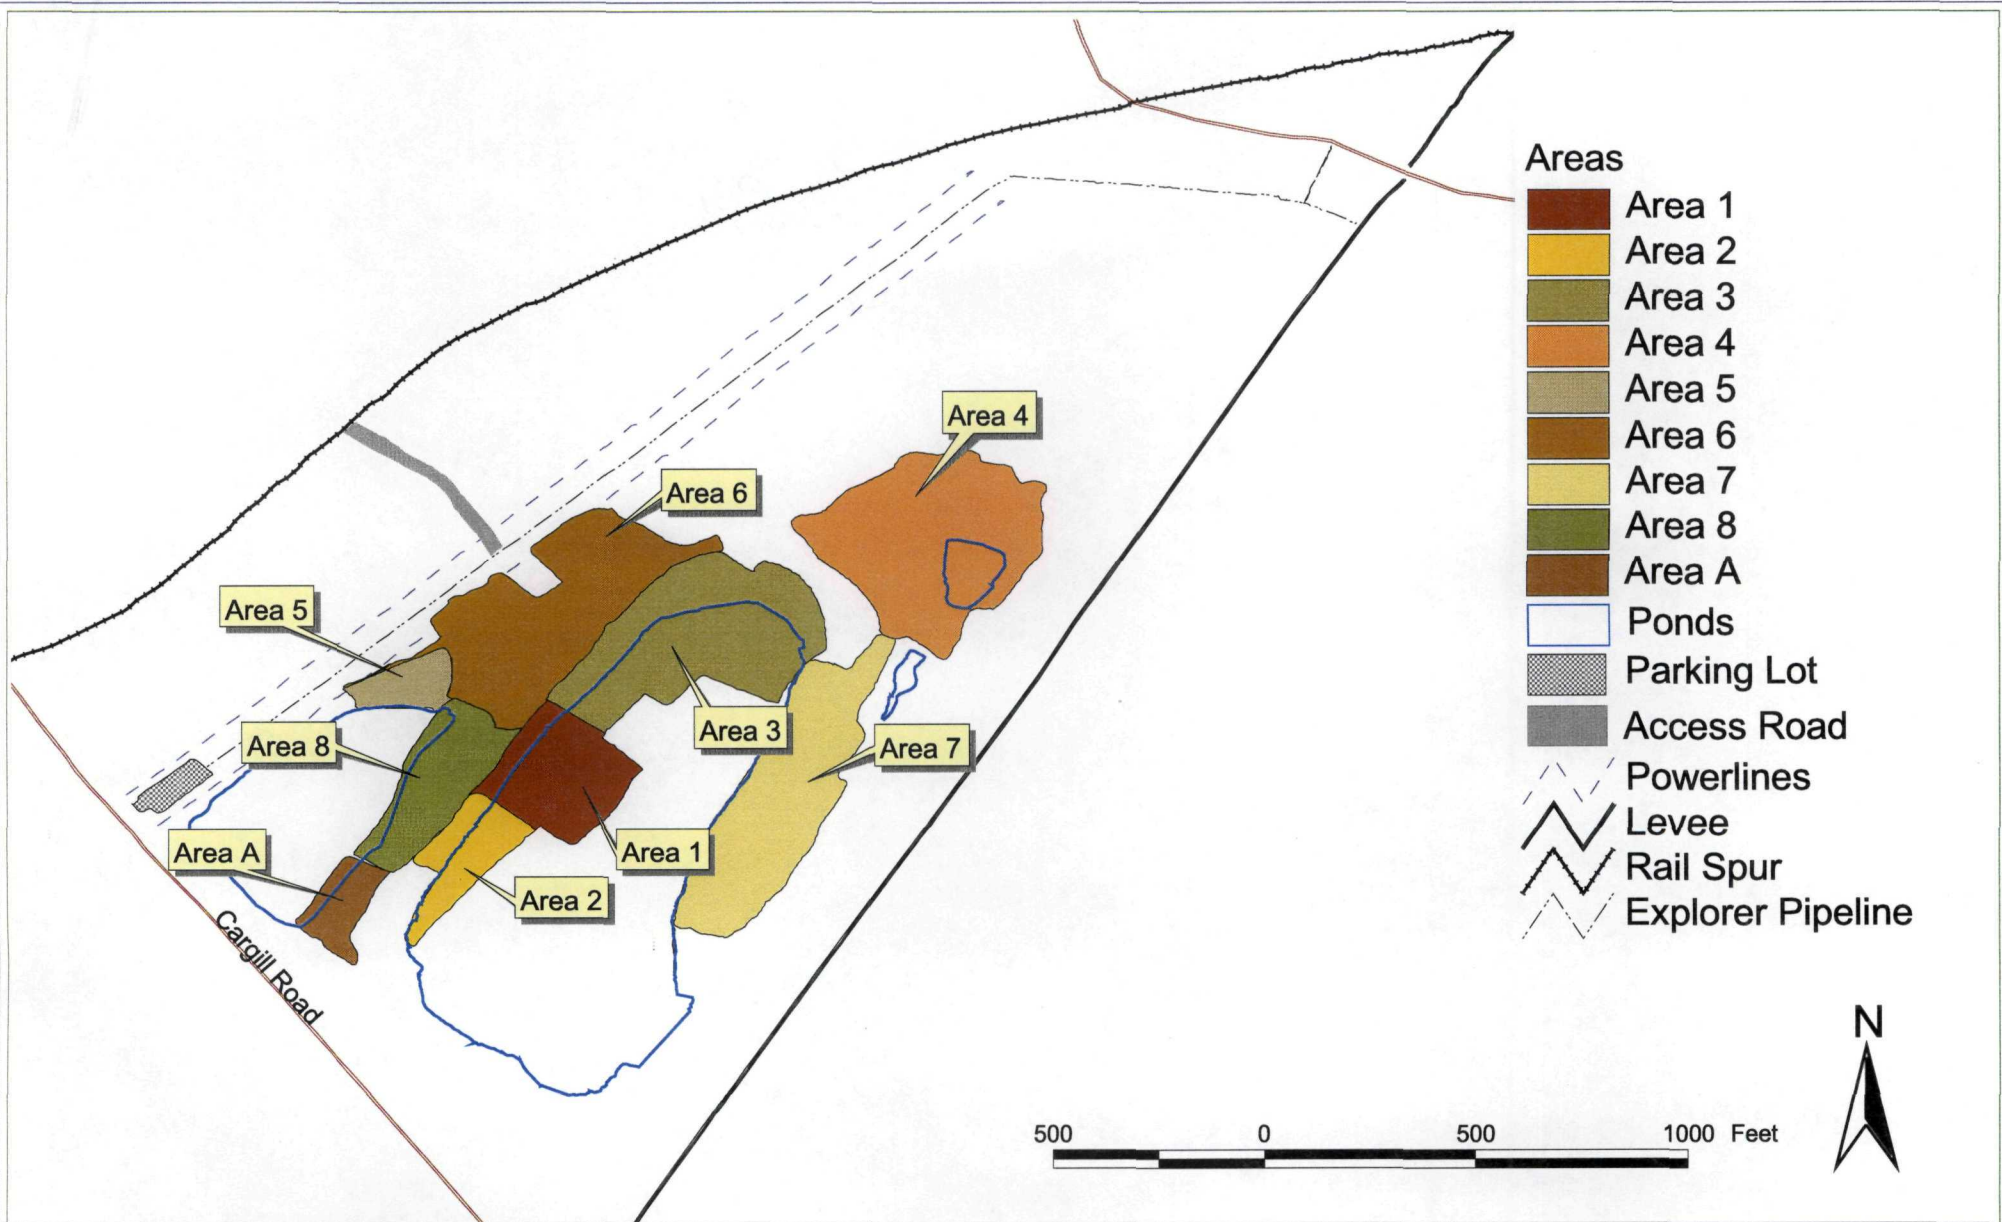 Areas
Area 1
Area 2
Area 3
Area 4
Area 5
Area 6
Area 7
Area 8
Area A
Ponds
Parking Lot
Access Road
Powerlines
Levee
Rail Spur
Explorer Pipeline
Area 4
Area 6
Area 5
Area 3
Area 8
Area 7
Area A
Area 1
Area 2
Cargill Road
N
500 0 500 1000 Feet